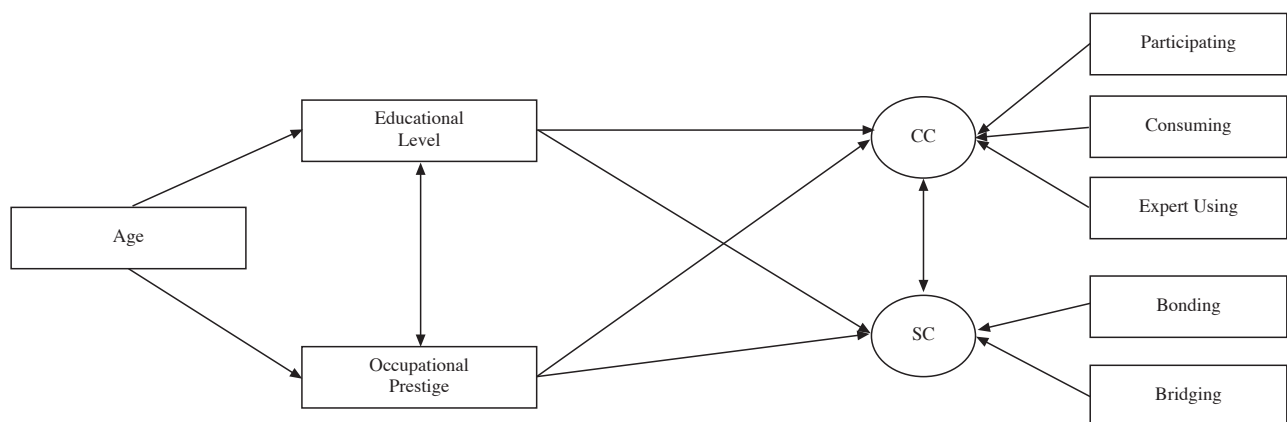 Age
Educational
Level
Occupational
Prestige
CC
SC
Participating
Consuming
Expert Using
Bonding
Bridging